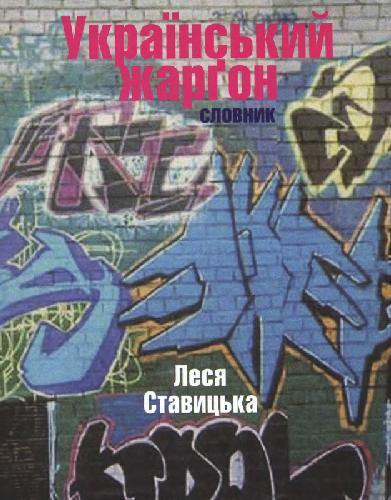 Український
жаргон
словник
Леся
Ставицька